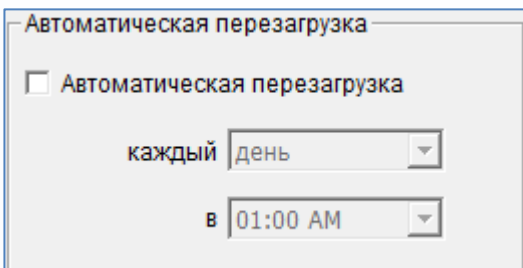 Автоматическая перезагрузка
Автоматическая перезагрузка
каждый день
в 01:00 AM